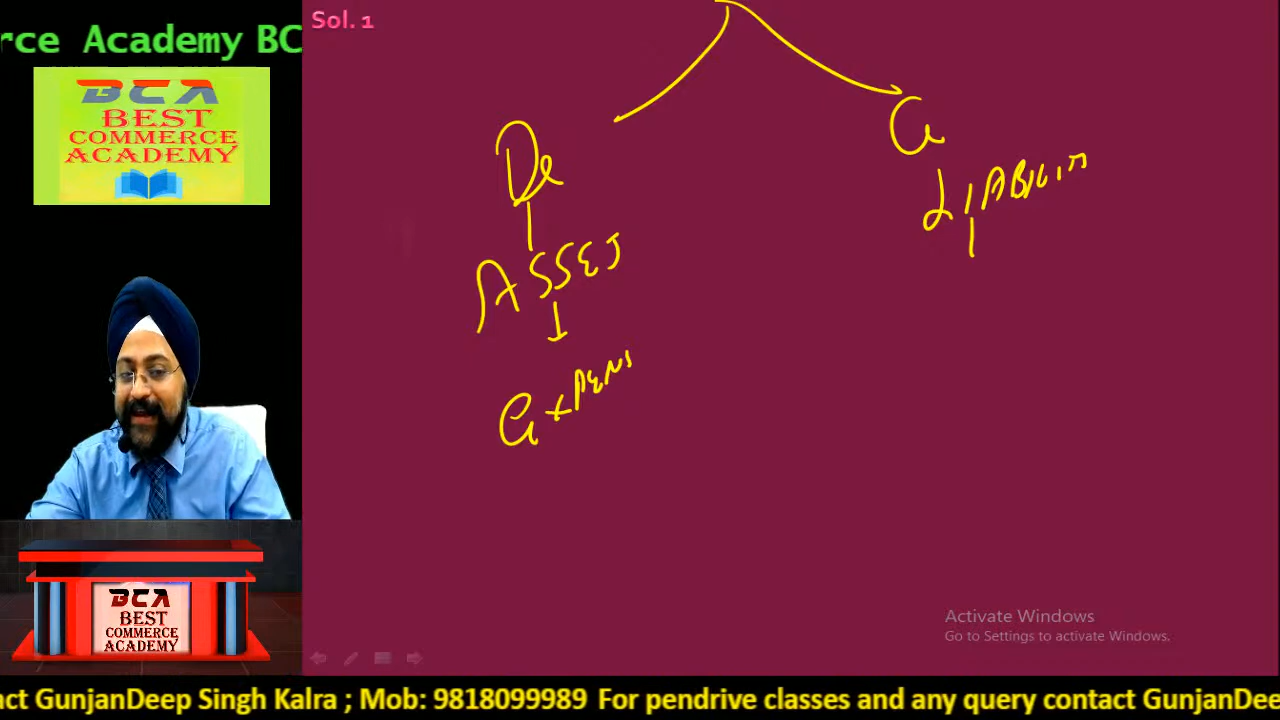 rce Academy BC
BCA
BEST
COMMERCE
ACADEMY
Sol. 1
Dr
Cr
LIABILITI
ASSET
EXPENS
BCA
BEST
COMMERCE
ACADEMY
Activate Windows
Go to Settings to activate Windows.
act GunjanDeep Singh Kalra ; Mob: 9818099989 For pendrive classes and any query contact GunjanDee